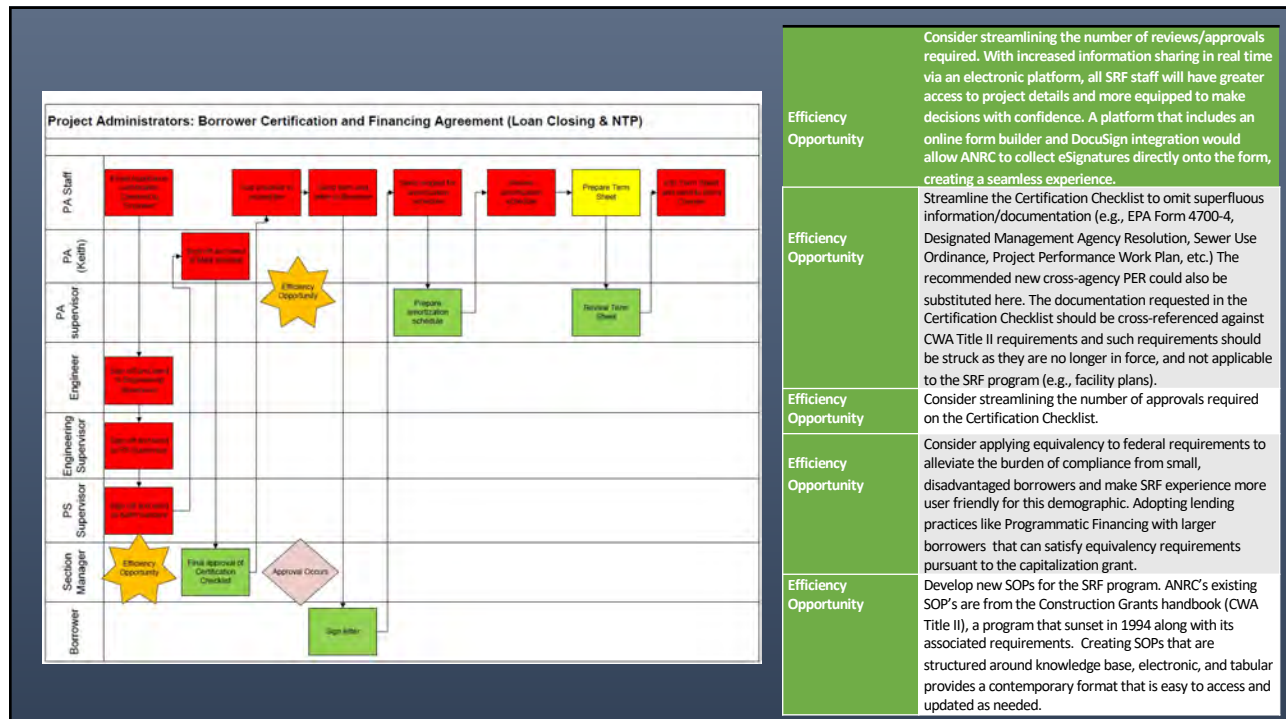 Project Administrators: Borrower Certification and Financing Agreement (Loan Closing & NTP)
PA Staff
Prepare Term
Sheet
PA
(Keith)
Efficiency
Opportunity
PA
supervisor
Prepare
amortization
schedule
Review Term
Sheet
Engineer
Engineering
Supervisor
PS
Supervisor
Section
Manager
Efficiency
Opportunity
Final approval of
Certification
Checklist
Approval Occurs
Borrower
Sign letter
Efficiency
Opportunity
Consider streamlining the number of reviews/approvals
required. With increased information sharing in real time
via an electronic platform, all SRF staff will have greater
access to project details and more equipped to make
decisions with confidence. A platform that includes an
online form builder and DocuSign integration would
allow ANRC to collect eSignatures directly onto the form,
creating a seamless experience.
Efficiency
Opportunity
Streamline the Certification Checklist to omit superfluous
information/documentation (e.g., EPA Form 4700-4,
Designated Management Agency Resolution, Sewer Use
Ordinance, Project Performance Work Plan, etc.) The
recommended new cross-agency PER could also be
substituted here. The documentation requested in the
Certification Checklist should be cross-referenced against
CWA Title II requirements and such requirements should
be struck as they are no longer in force, and not applicable
to the SRF program (e.g., facility plans).
Efficiency
Opportunity
Consider streamlining the number of approvals required
on the Certification Checklist.
Efficiency
Opportunity
Consider applying equivalency to federal requirements to
alleviate the burden of compliance from small,
disadvantaged borrowers and make SRF experience more
user friendly for this demographic. Adopting lending
practices like Programmatic Financing with larger
borrowers that can satisfy equivalency requirements
pursuant to the capitalization grant.
Efficiency
Opportunity
Develop new SOPs for the SRF program. ANRC's existing
SOP's are from the Construction Grants handbook (CWA
Title II), a program that sunset in 1994 along with its
associated requirements. Creating SOPs that are
structured around knowledge base, electronic, and tabular
provides a contemporary format that is easy to access and
updated as needed.